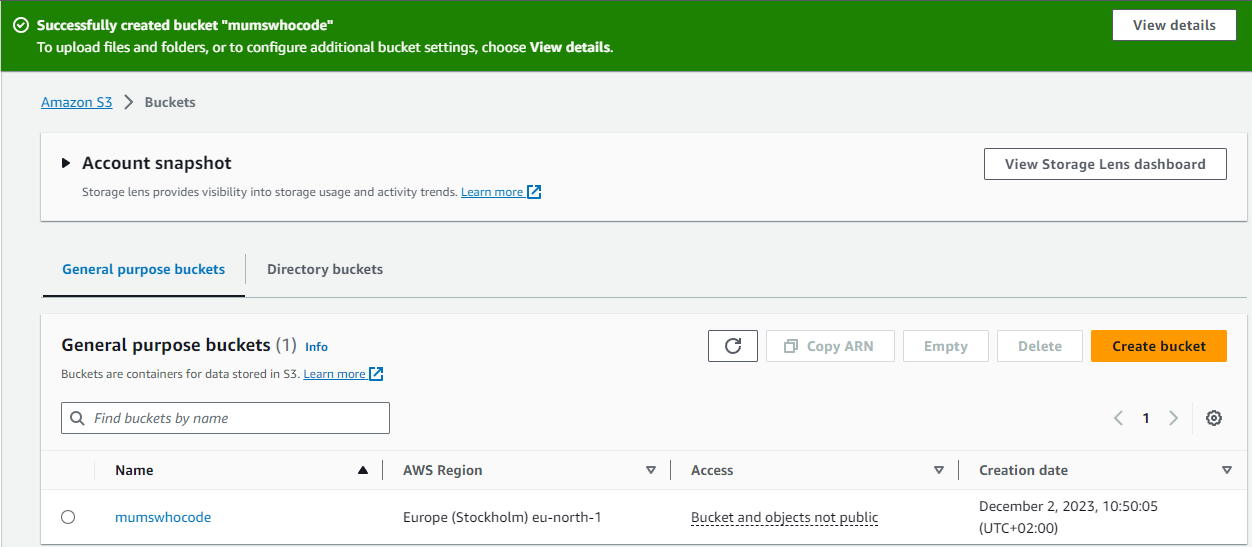 Successfully created bucket "mumswhocode"
View details
To upload files and folders, or to configure additional bucket settings, choose View details.
Amazon S3 Buckets
Account snapshot
View Storage Lens dashboard
Storage lens provides visibility into storage usage and activity trends. Learn more
General purpose buckets Directory buckets
General purpose buckets (1) Info
Copy ARN Empty Delete Create bucket
Buckets are containers for data stored in S3. Learn more
Find buckets by name
1
Name AWS Region Access Creation date
mumswhocode Europe (Stockholm) eu-north-1 Bucket and objects not public December 2, 2023, 10:50:05
(UTC+02:00)